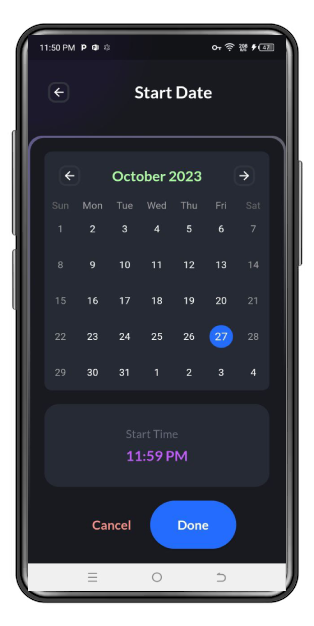 11:50 PM
Start Date
October 2023
Sun Mon Tue Wed Thu Fri Sat
1 2 3 4 5 6 7
8 9 10 11 12 13 14
15 16 17 18 19 20 21
22 23 24 25 26 27 28
29 30 31 1 2 3 4
Start Time
11:59 PM
Cancel Done